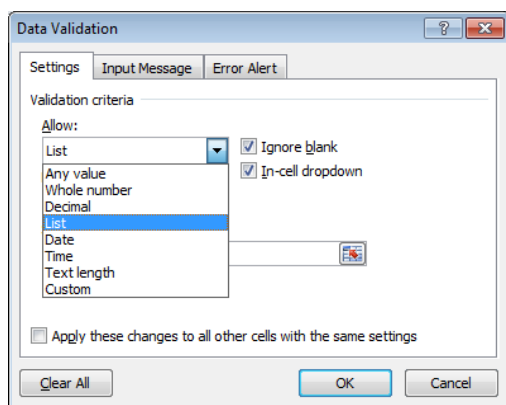 Data Validation
Settings Input Message Error Alert
Validation criteria
Allow:
List
Ignore blank
Any value
In-cell dropdown
Whole number
Decimal
List
Date
Time
Text length
Custom
Apply these changes to all other cells with the same settings
Clear All OK Cancel